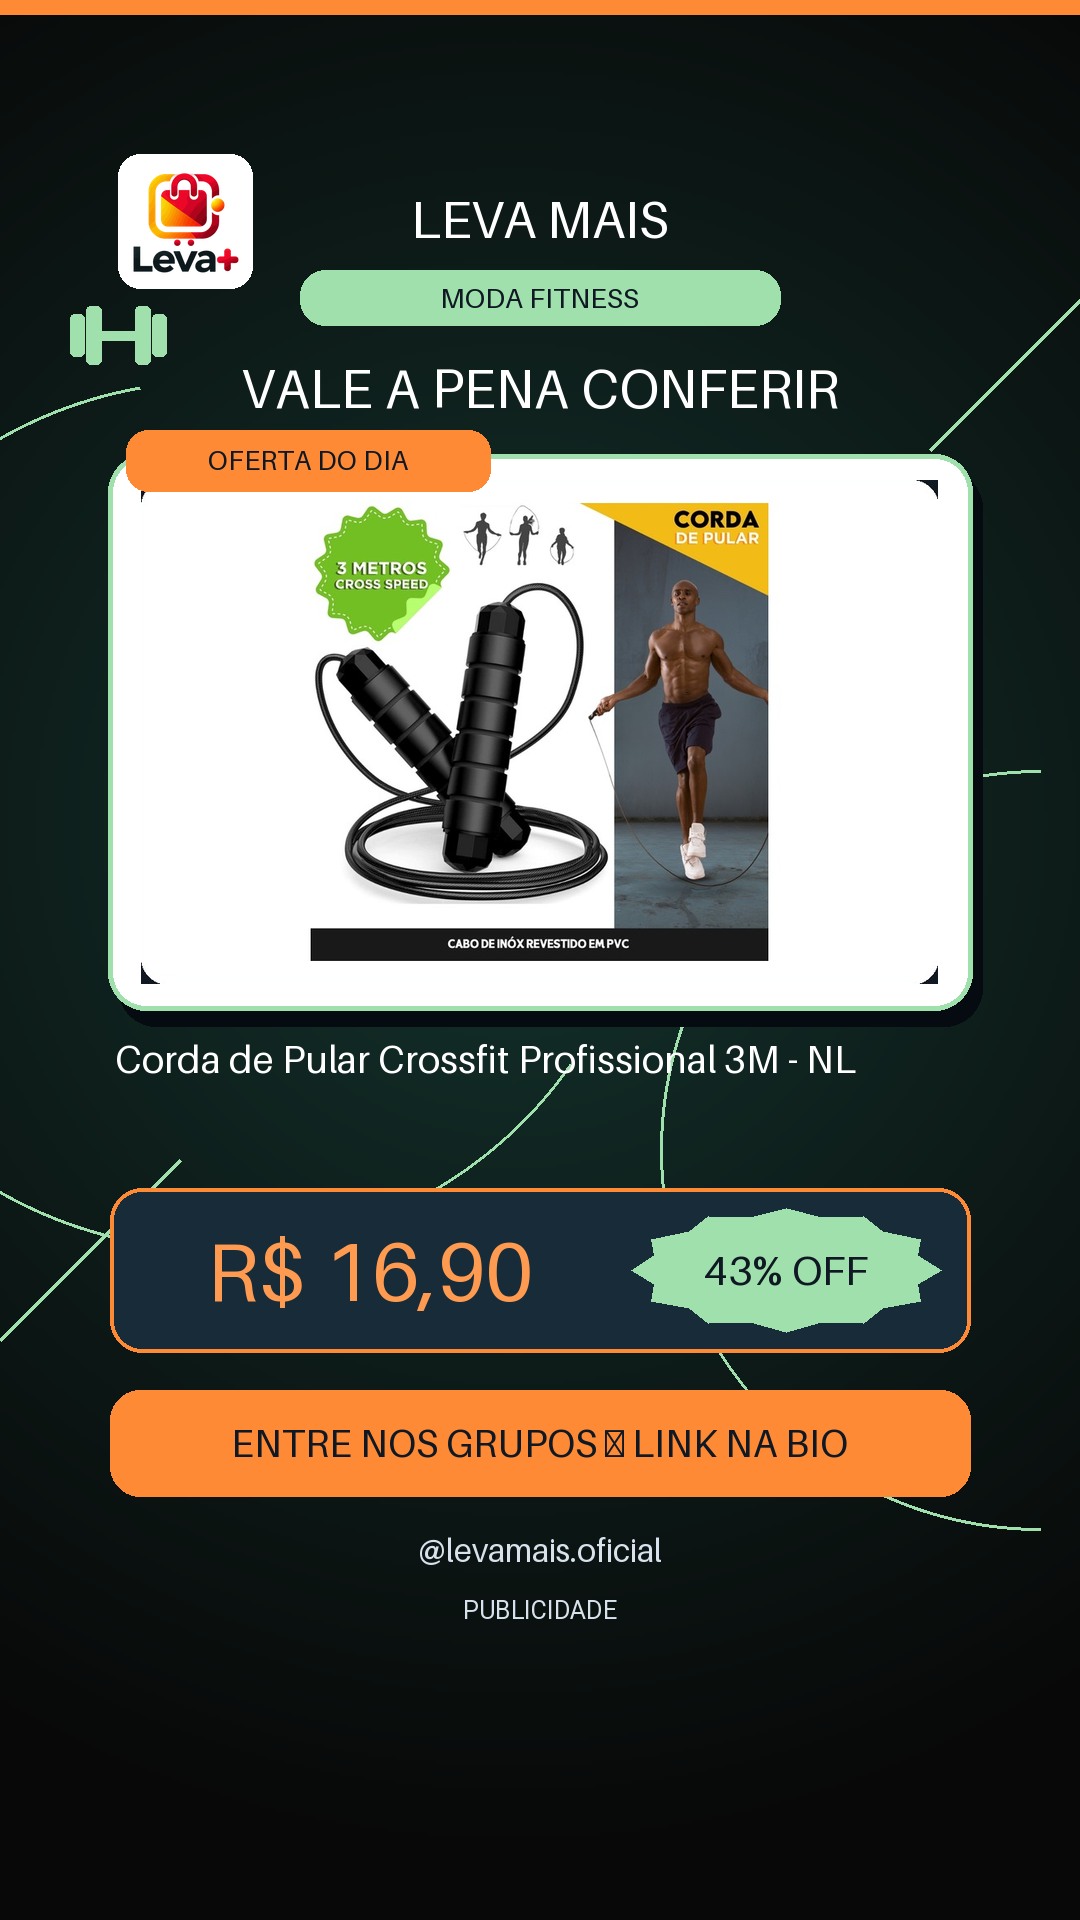 Leva+
LEVA MAIS
MODA FITNESS
VALE A PENA CONFERIR
OFERTA DO DIA
3 METROS
CROSS SPEED
CORDA
DE PULAR
CABO DE INÓX REVESTIDO EM PVC
Corda de Pular Crossfit Profissional 3M - NL
R$ 16,90
43% OFF
ENTRE NOS GRUPOS LINK NA BIO
@levamais.oficial
PUBLICIDADE